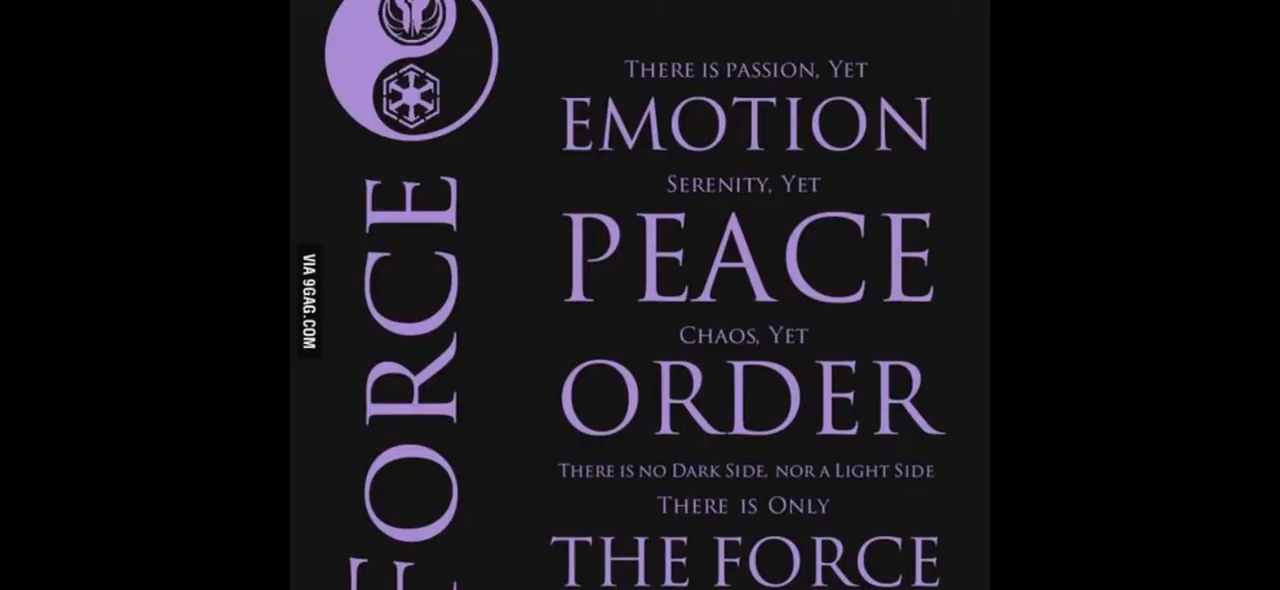 THERE IS PASSION, YET
EMOTION
SERENITY, YET
PEACE
CHAOS, YET
ORDER
THERE IS NO DARK SIDE, NOR A LIGHT SIDE
THERE IS ONLY
THE FORCE
FORCE
VIA 9GAG.COM